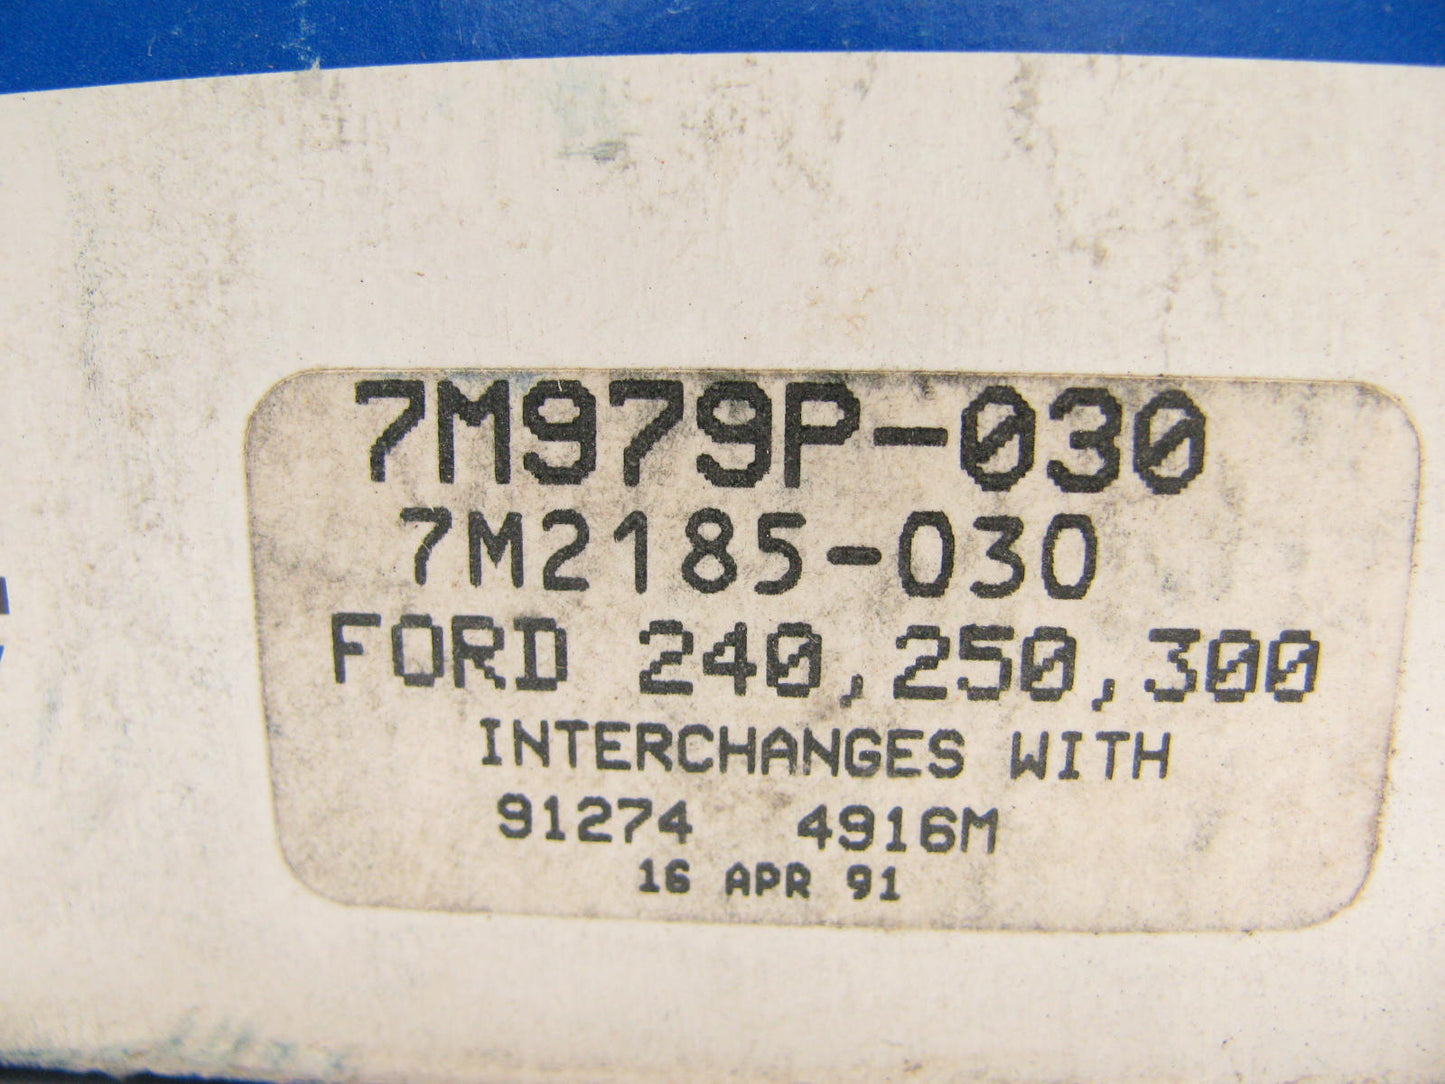 7M979P-030
7M2185-030
FORD 240,250,300
INTERCHANGES WITH
91274 4916M
16 APR 91